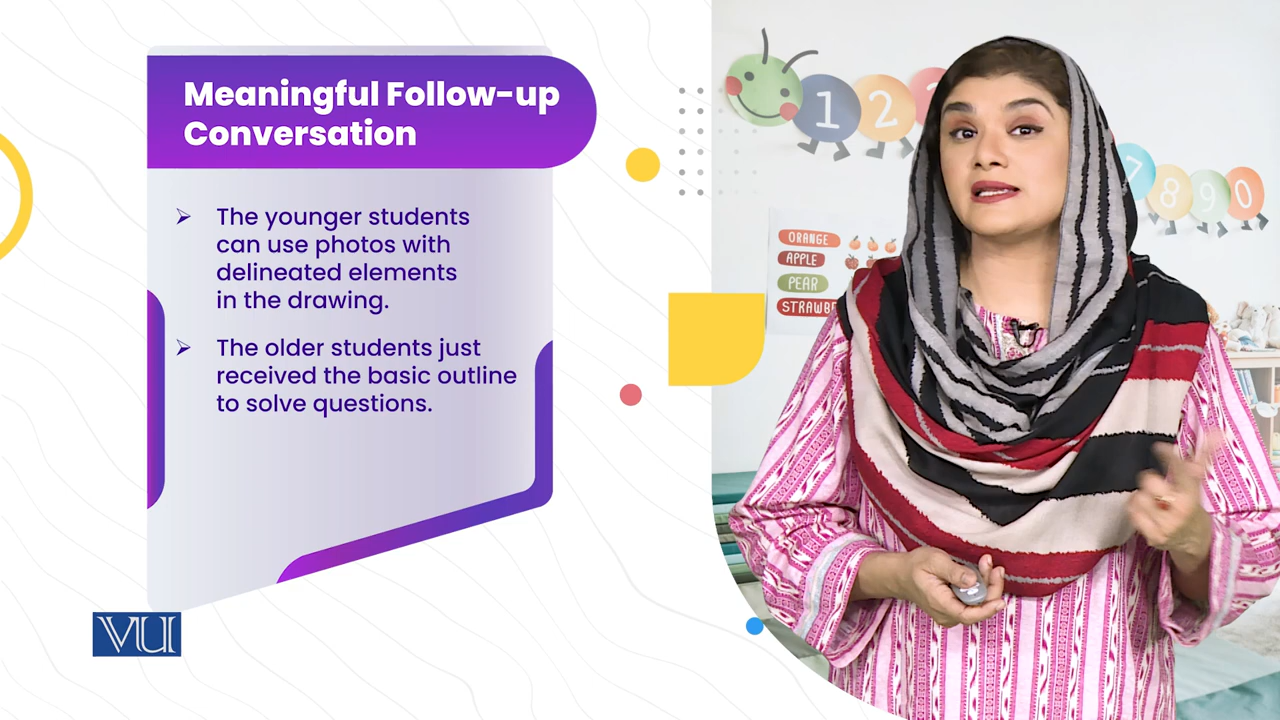 Meaningful Follow-up
Conversation
The younger students
can use photos with
delineated elements
in the drawing.
The older students just
received the basic outline
to solve questions.
VU
1 2
7 8 9 0
ORANGE
APPLE
PEAR